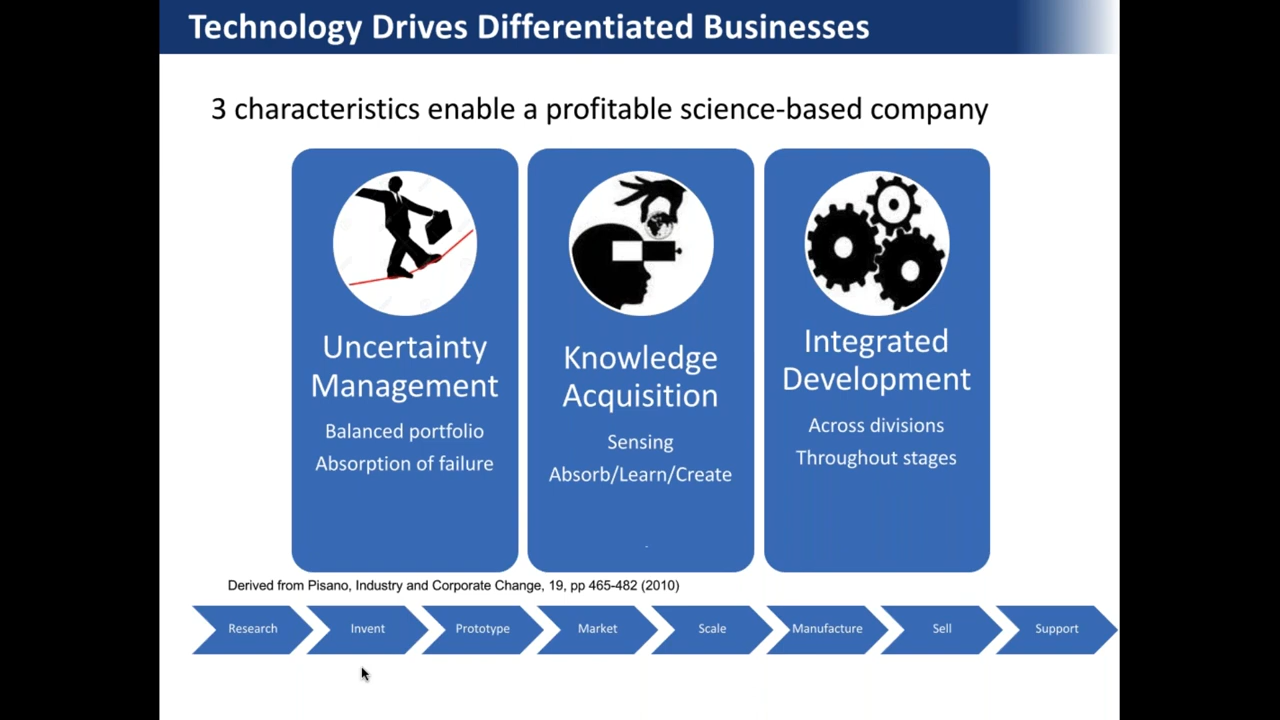 Technology Drives Differentiated Businesses
3 characteristics enable a profitable science-based company
Uncertainty
Management
Balanced portfolio
Absorption of failure
Knowledge
Acquisition
Sensing
Absorb/Learn/Create
Integrated
Development
Across divisions
Throughout stages
Derived from Pisano, Industry and Corporate Change, 19, pp 465-482 (2010)
Research
Invent
Prototype
Market
Scale
Manufacture
Sell
Support